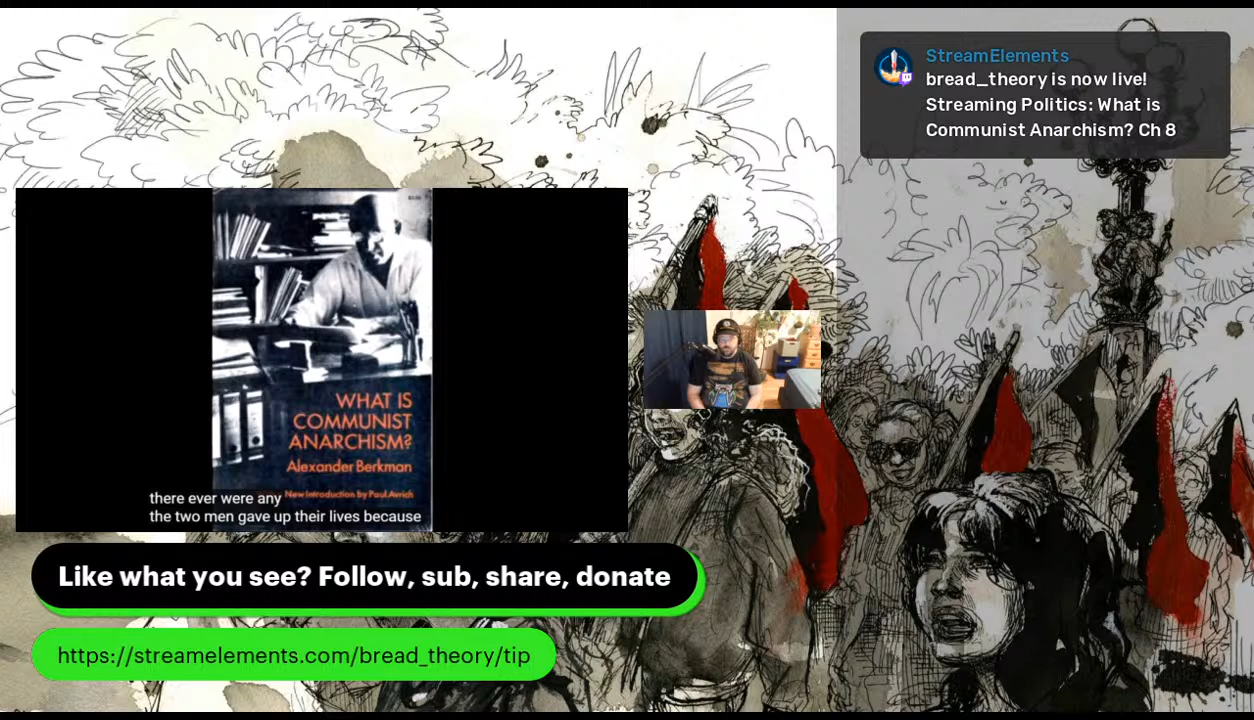 StreamElements
bread_theory is now live!
Streaming Politics: What is
Communist Anarchism? Ch 8
WHAT IS
COMMUNIST
ANARCHISM?
Alexander Berkman
New Introduction by Paul Avrich
there ever were any
the two men gave up their lives because
Like what you see? Follow, sub, share, donate
https://streamelements.com/bread_theory/tip